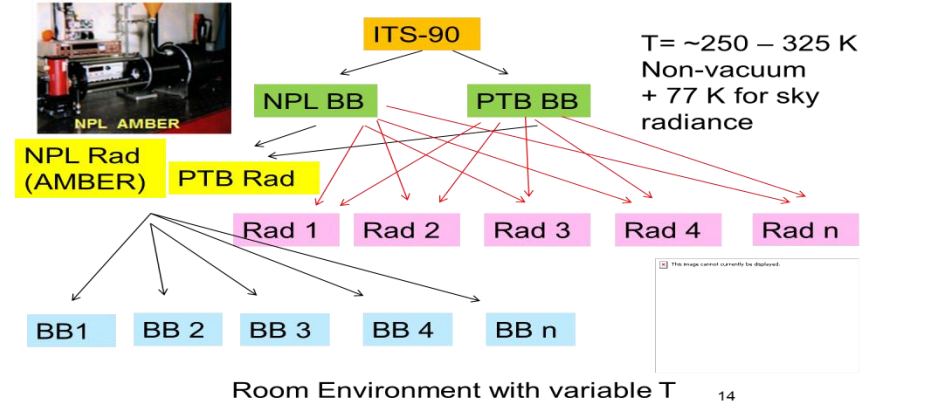 ITS-90
T= ~250 – 325 K
Non-vacuum
+ 77 K for sky
radiance
NPL BB
PTB BB
NPL AMBER
NPL Rad
(AMBER)
PTB Rad
Rad 1
Rad 2
Rad 3
Rad 4
Rad n
This image cannot currently be displayed.
BB1
BB 2
BB 3
BB 4
BB n
Room Environment with variable T
14